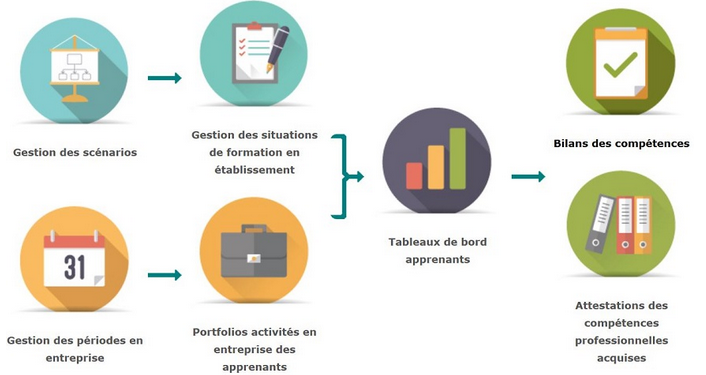 Gestion des scénarios
Gestion des situations
de formation en
établissement
Bilans des compétences
31
Tableaux de bord
apprenants
Gestion des périodes en
entreprise
Portfolios activités en
entreprise des
apprenants
Attestations des
compétences
professionnelles
acquises